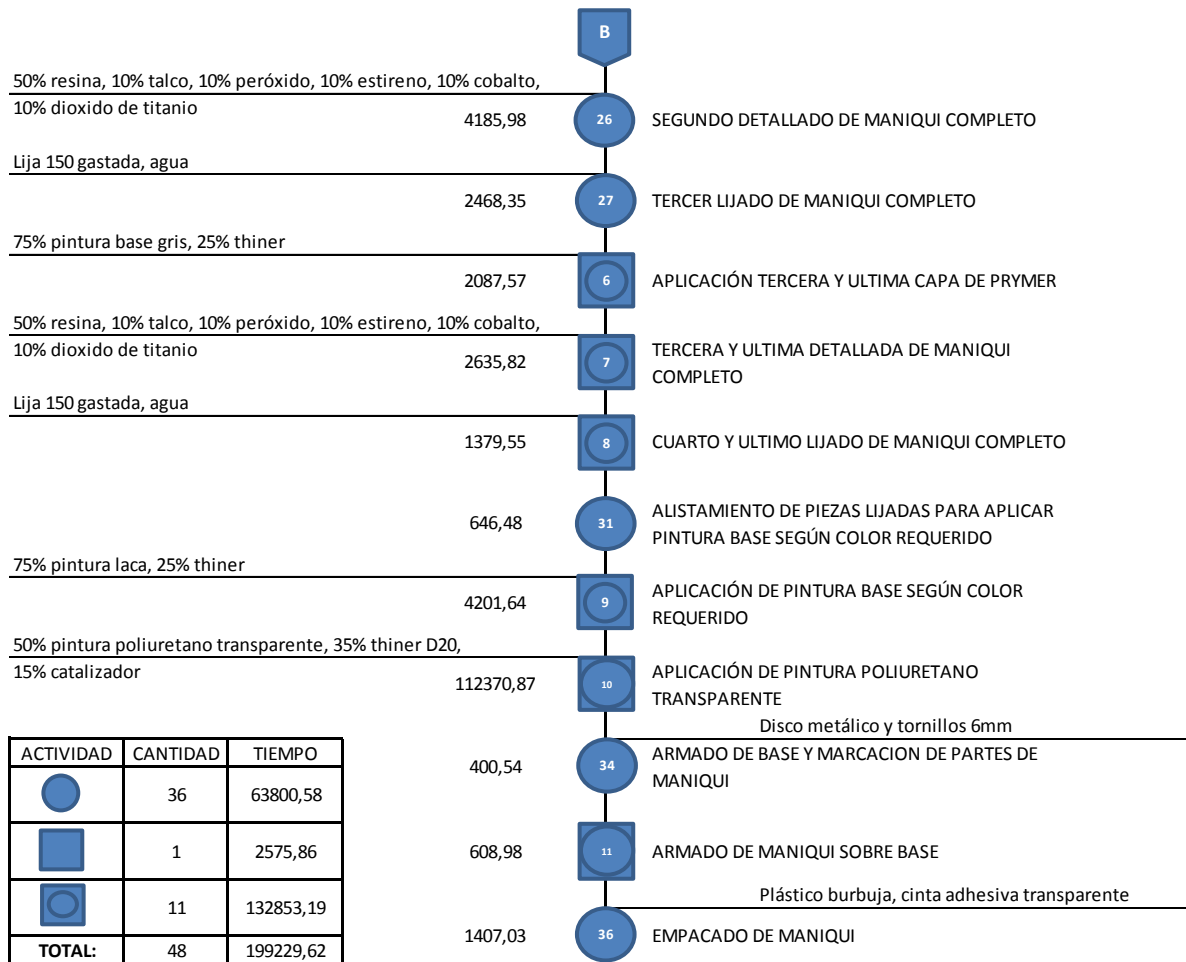 B
50% resina, 10% talco, 10% peróxido, 10% estireno, 10% cobalto,
10% dioxido de titanio
4185,98
26
SEGUNDO DETALLADO DE MANIQUI COMPLETO
Lija 150 gastada, agua
2468,35
27
TERCER LIJADO DE MANIQUI COMPLETO
75% pintura base gris, 25% thiner
2087,57
6
APLICACIÓN TERCERA Y ULTIMA CAPA DE PRYMER
50% resina, 10% talco, 10% peróxido, 10% estireno, 10% cobalto,
10% dioxido de titanio
2635,82
7
TERCERA Y ULTIMA DETALLADA DE MANIQUI
COMPLETO
Lija 150 gastada, agua
1379,55
8
CUARTO Y ULTIMO LIJADO DE MANIQUI COMPLETO
646,48
31
ALISTAMIENTO DE PIEZAS LIJADAS PARA APLICAR
PINTURA BASE SEGÚN COLOR REQUERIDO
75% pintura laca, 25% thiner
4201,64
9
APLICACIÓN DE PINTURA BASE SEGÚN COLOR
REQUERIDO
50% pintura poliuretano transparente, 35% thiner D20,
15% catalizador
112370,87
10
APLICACIÓN DE PINTURA POLIURETANO
TRANSPARENTE
Disco metálico y tornillos 6mm
400,54
34
ARMADO DE BASE Y MARCACION DE PARTES DE
MANIQUI
608,98
11
ARMADO DE MANIQUI SOBRE BASE
Plástico burbuja, cinta adhesiva transparente
1407,03
36
EMPACADO DE MANIQUI
ACTIVIDAD CANTIDAD TIEMPO
36 63800,58
1 2575,86
11 132853,19
TOTAL: 48 199229,62